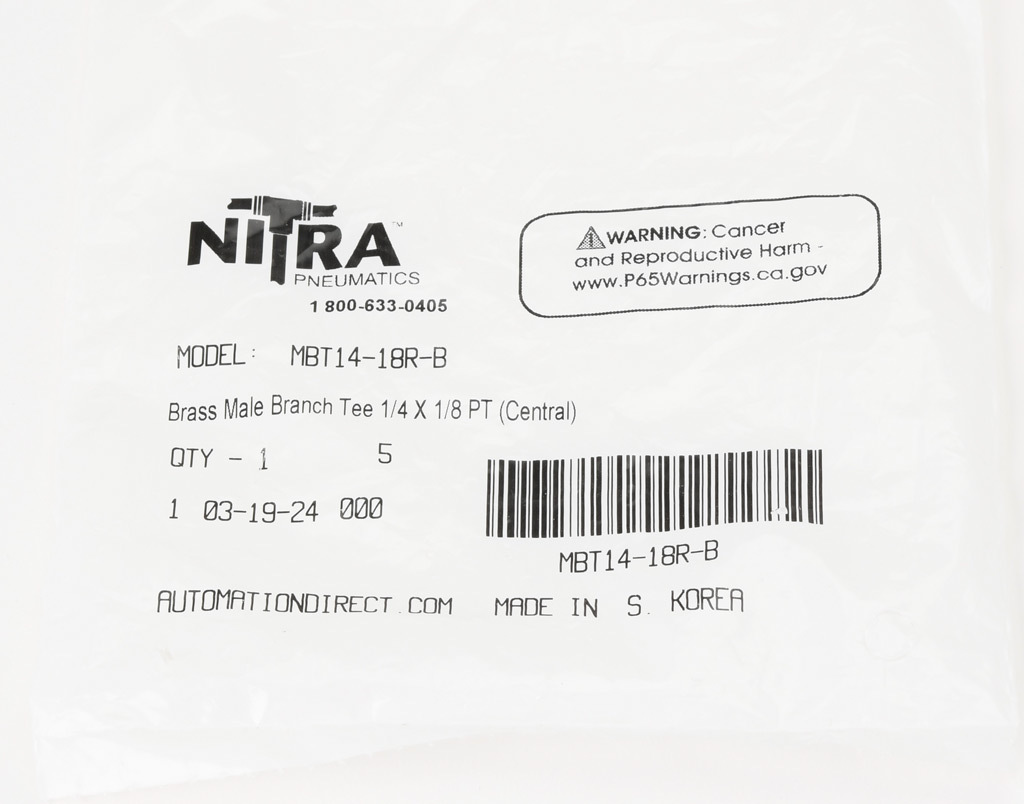 NITRA™
PNEUMATICS
1 800-633-0405
⚠WARNING: Cancer
and Reproductive Harm -
www.P65Warnings.ca.gov
MODEL: MBT14-18R-B
Brass Male Branch Tee 1/4 X 1/8 PT (Central)
QTY - 1 5
1 03-19-24 000
MBT14-18R-B
AUTOMATIONDIRECT.COM MADE IN S. KOREA